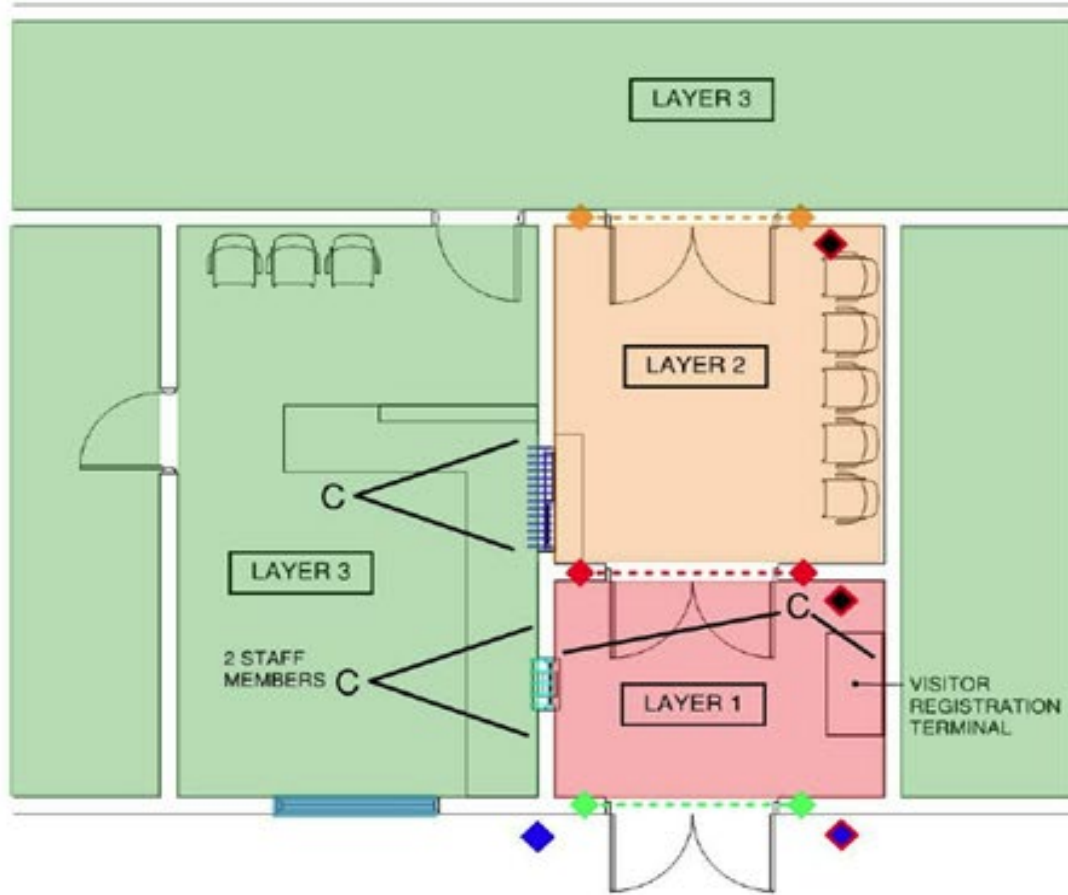 LAYER 3
LAYER 2
C
LAYER 3
C
2 STAFF
MEMBERS
C
LAYER 1
VISITOR
REGISTRATION
TERMINAL